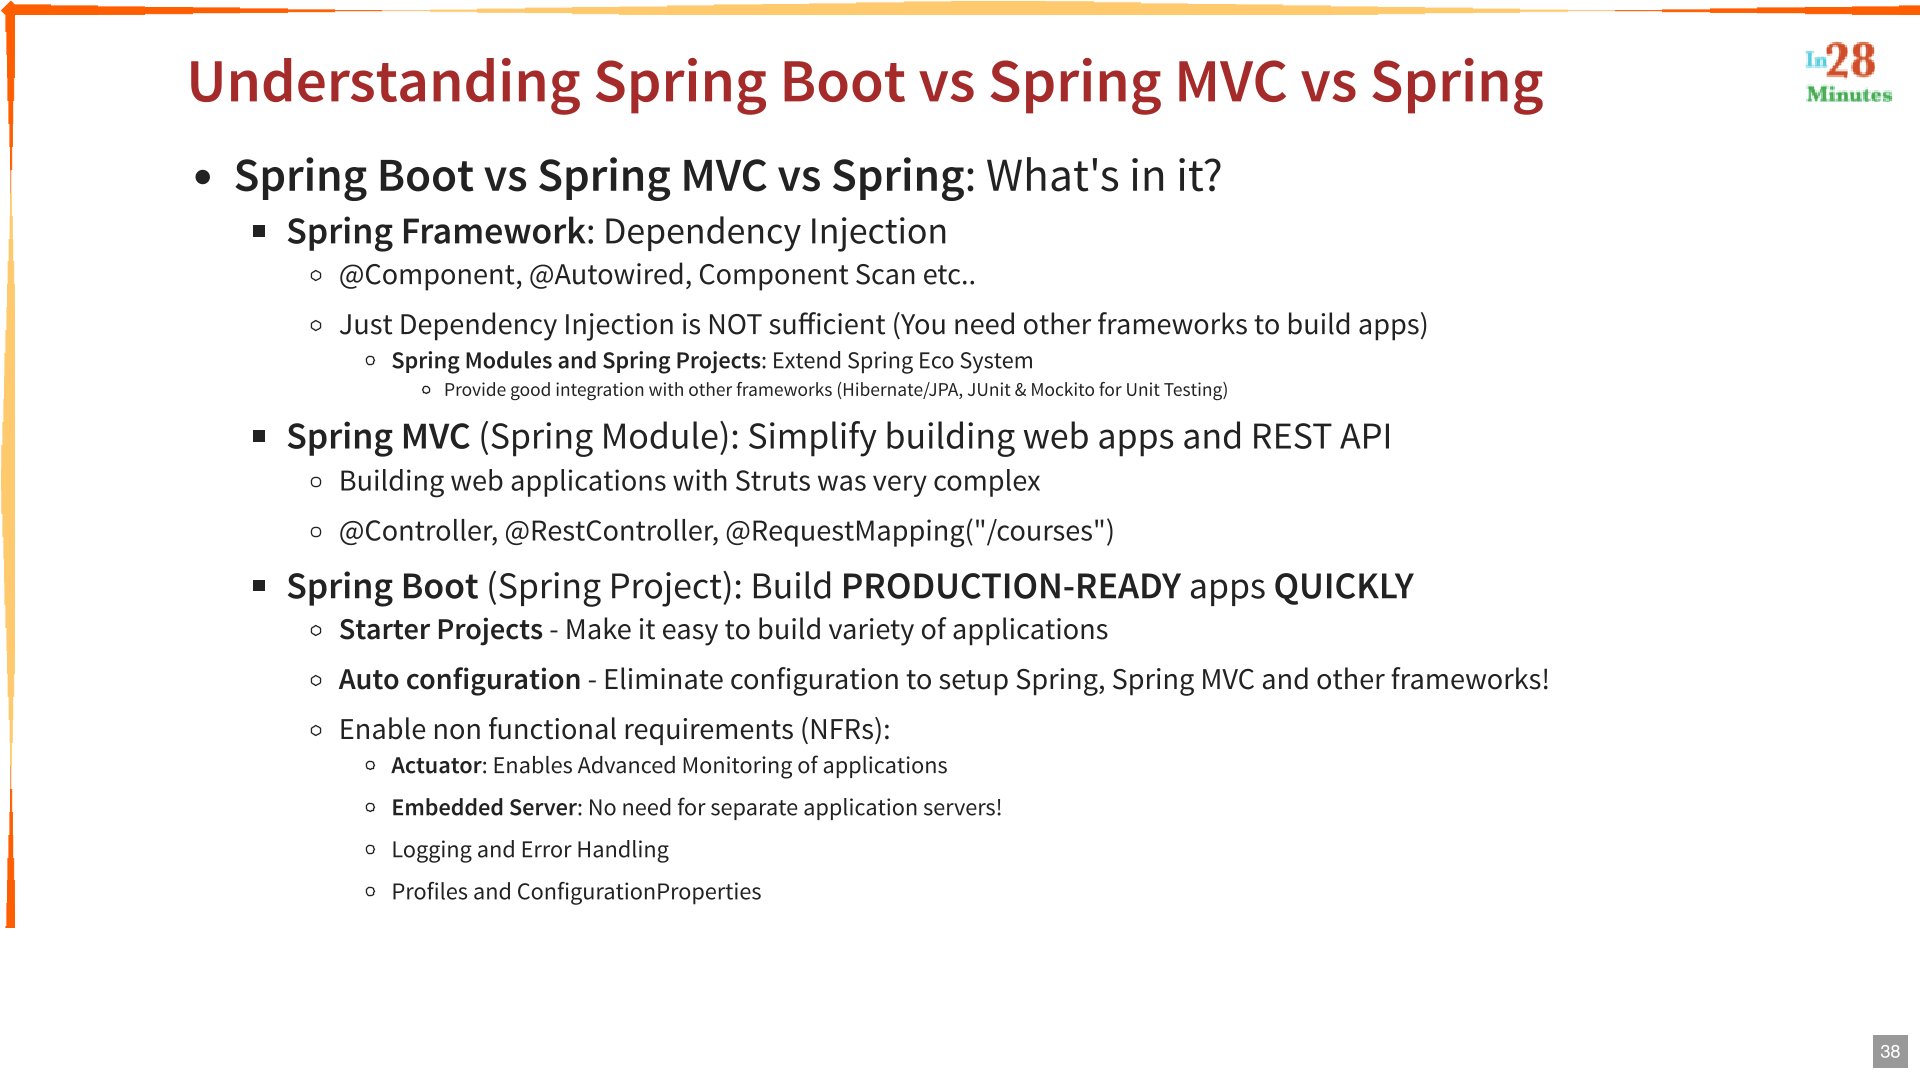 Understanding Spring Boot vs Spring MVC vs Spring
In28
Minutes
Spring Boot vs Spring MVC vs Spring: What's in it?
Spring Framework: Dependency Injection
@Component, @Autowired, Component Scan etc..
Just Dependency Injection is NOT sufficient (You need other frameworks to build apps)
Spring Modules and Spring Projects: Extend Spring Eco System
Provide good integration with other frameworks (Hibernate/JPA, JUnit & Mockito for Unit Testing)
Spring MVC (Spring Module): Simplify building web apps and REST API
Building web applications with Struts was very complex
@Controller, @RestController, @RequestMapping("/courses")
Spring Boot (Spring Project): Build PRODUCTION-READY apps QUICKLY
Starter Projects - Make it easy to build variety of applications
Auto configuration - Eliminate configuration to setup Spring, Spring MVC and other frameworks!
Enable non functional requirements (NFRs):
Actuator: Enables Advanced Monitoring of applications
Embedded Server: No need for separate application servers!
Logging and Error Handling
Profiles and ConfigurationProperties
38